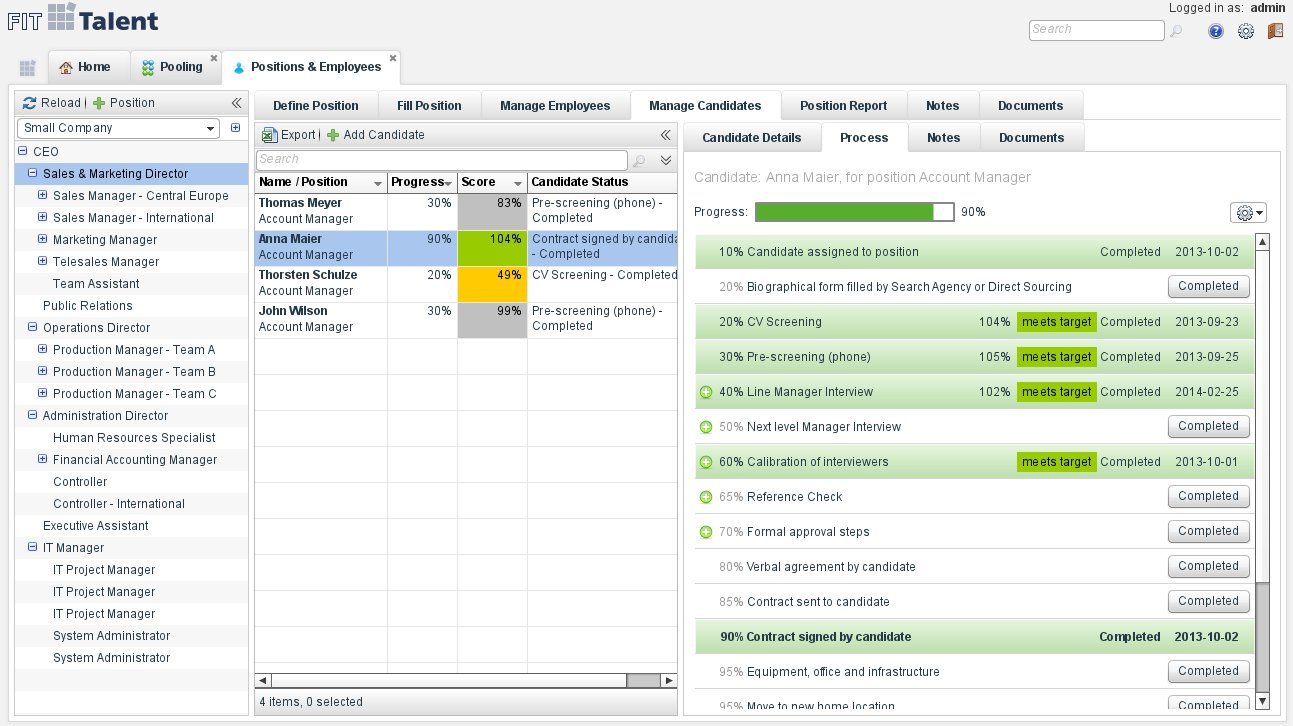 FIT Talent
Logged in as: admin
Search
Home
Pooling
Positions & Employees
Reload
Position
Small Company
CEO
Sales & Marketing Director
Sales Manager - Central Europe
Sales Manager - International
Marketing Manager
Telesales Manager
Team Assistant
Public Relations
Operations Director
Production Manager - Team A
Production Manager - Team B
Production Manager - Team C
Administration Director
Human Resources Specialist
Financial Accounting Manager
Controller
Controller - International
Executive Assistant
IT Manager
IT Project Manager
IT Project Manager
IT Project Manager
System Administrator
System Administrator
Define Position
Fill Position
Manage Employees
Manage Candidates
Position Report
Notes
Documents
Export
Add Candidate
Search
Name / Position Progress Score Candidate Status
Thomas Meyer 30% 83% Pre-screening (phone) -
Account Manager Completed
Anna Maier 90% 104% Contract signed by candida
Account Manager - Completed
Thorsten Schulze 20% 49% CV Screening - Completed
Account Manager
John Wilson 30% 99% Pre-screening (phone) -
Account Manager Completed
4 items, 0 selected
Candidate Details
Process
Notes
Documents
Candidate: Anna Maier, for position Account Manager
Progress: 90%
10% Candidate assigned to position Completed 2013-10-02
20% Biographical form filled by Search Agency or Direct Sourcing Completed
20% CV Screening 104% meets target Completed 2013-09-23
30% Pre-screening (phone) 105% meets target Completed 2013-09-25
40% Line Manager Interview 102% meets target Completed 2014-02-25
50% Next level Manager Interview Completed
60% Calibration of interviewers meets target Completed 2013-10-01
65% Reference Check Completed
70% Formal approval steps Completed
80% Verbal agreement by candidate Completed
85% Contract sent to candidate Completed
90% Contract signed by candidate Completed 2013-10-02
95% Equipment, office and infrastructure Completed
95% Move to new home location Completed